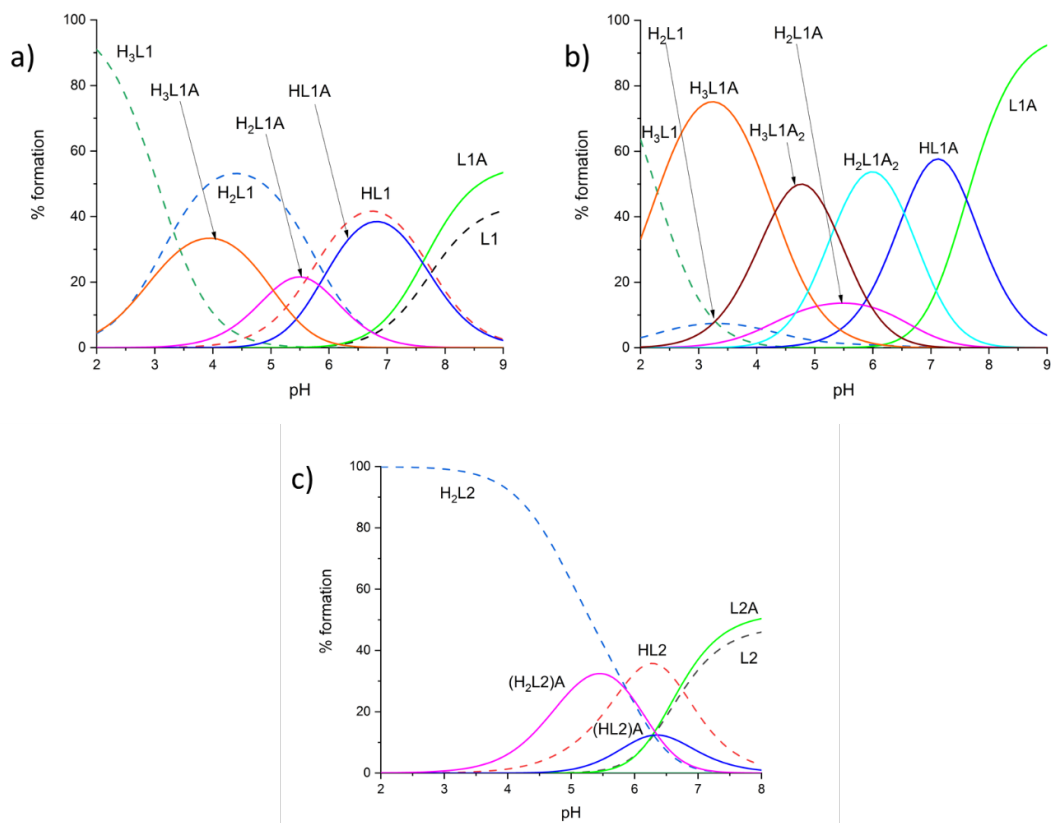 a)
100
80
60
40
20
0
% formation
2
3
4
5
6
7
8
9
pH
H₃L1
H₃L1A
H₂L1A
HL1A
H₂L1
HL1
L1A
L1
b)
100
80
60
40
20
0
% formation
2
3
4
5
6
7
8
9
pH
H₂L1
H₂L1A
H₃L1A
H₃L1
H₃L1A₂
H₂L1A₂
HL1A
L1A
c)
100
80
60
40
20
0
% formation
2
3
4
5
6
7
8
pH
H₂L2
(H₂L2)A
HL2
(HL2)A
L2A
L2